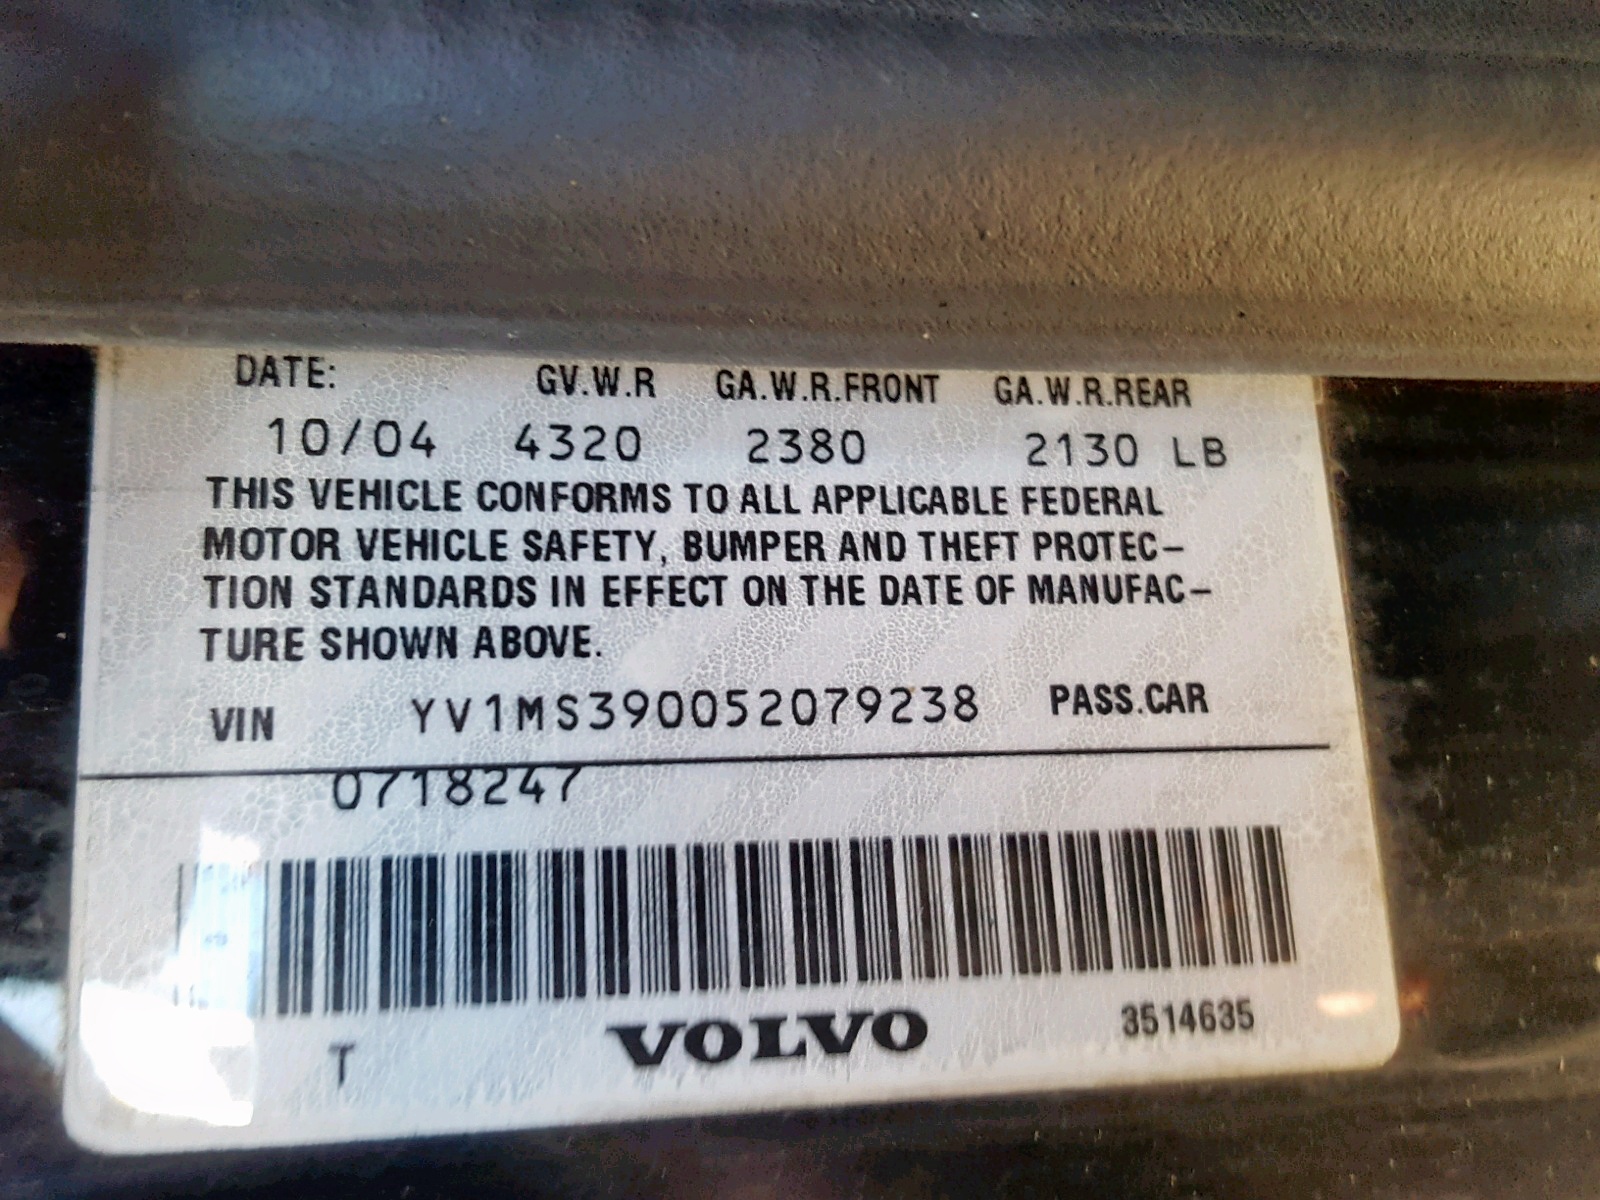 DATE: GV.W.R GA.W.R.FRONT GA.W.R.REAR
10/04 4320 2380 2130 LB
THIS VEHICLE CONFORMS TO ALL APPLICABLE FEDERAL
MOTOR VEHICLE SAFETY, BUMPER AND THEFT PROTEC-
TION STANDARDS IN EFFECT ON THE DATE OF MANUFAC-
TURE SHOWN ABOVE.
VIN YV1MS390052079238 PASS.CAR
0718247
T VOLVO 3514635